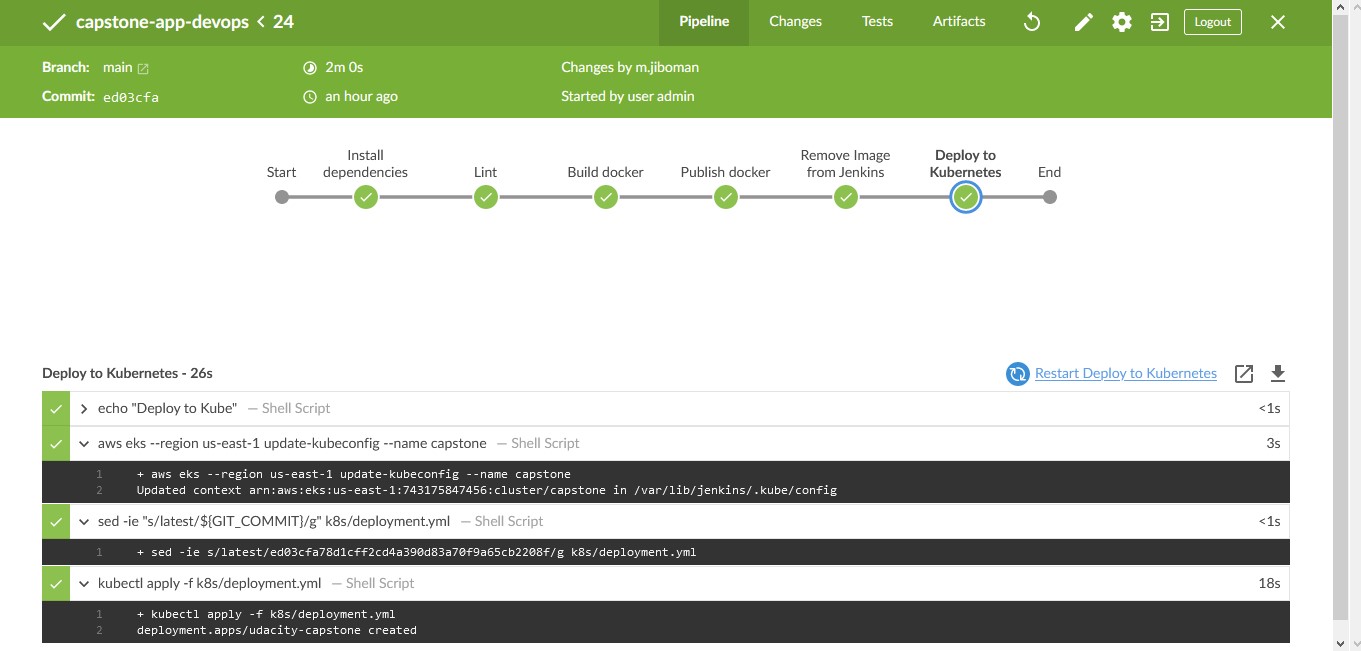 capstone-app-devops < 24
Pipeline Changes Tests Artifacts Logout
Branch: main 2m 0s Changes by m.jiboman
Commit: ed03cfa an hour ago Started by user admin
Start
Install
dependencies
Lint
Build docker
Publish docker
Remove Image
from Jenkins
Deploy to
Kubernetes
End
Deploy to Kubernetes - 26s Restart Deploy to Kubernetes
echo "Deploy to Kube" — Shell Script <1s
aws eks --region us-east-1 update-kubeconfig --name capstone — Shell Script 3s
1 + aws eks --region us-east-1 update-kubeconfig --name capstone
2 Updated context arn:aws:eks:us-east-1:743175847456:cluster/capstone in /var/lib/jenkins/.kube/config
sed -ie "s/latest/${GIT_COMMIT}/g" k8s/deployment.yml — Shell Script <1s
1 + sed -ie s/latest/ed03cfa78d1cff2cd4a390d83a70f9a65cb2208f/g k8s/deployment.yml
kubectl apply -f k8s/deployment.yml — Shell Script 18s
1 + kubectl apply -f k8s/deployment.yml
2 deployment.apps/udacity-capstone created